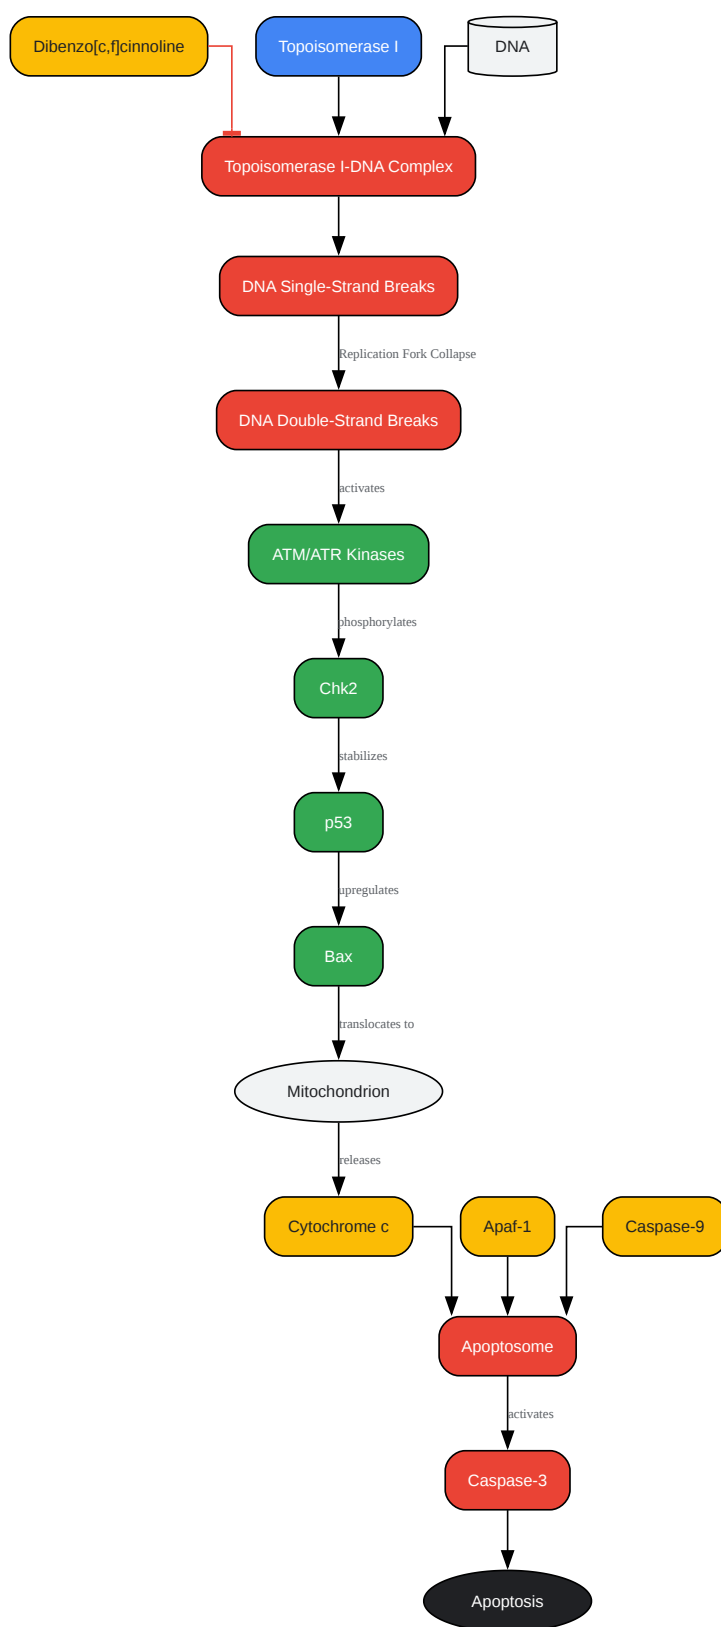 Dibenzo[c,f]cinnoline
Topoisomerase I
DNA
Topoisomerase I-DNA Complex
DNA Single-Strand Breaks
Replication Fork Collapse
DNA Double-Strand Breaks
activates
ATM/ATR Kinases
phosphorylates
Chk2
stabilizes
p53
upregulates
Bax
translocates to
Mitochondrion
releases
Cytochrome c
Apaf-1
Caspase-9
Apoptosome
activates
Caspase-3
Apoptosis